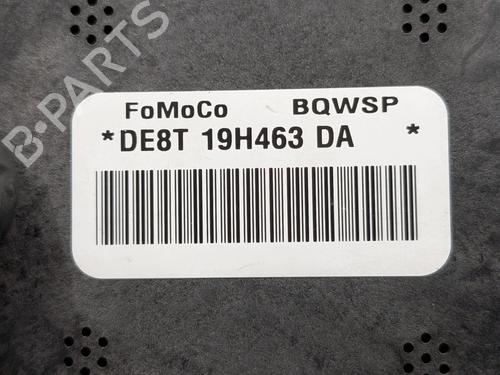 B-PARTS
FoMoCo BQWSP
*DE8T 19H463 DA *